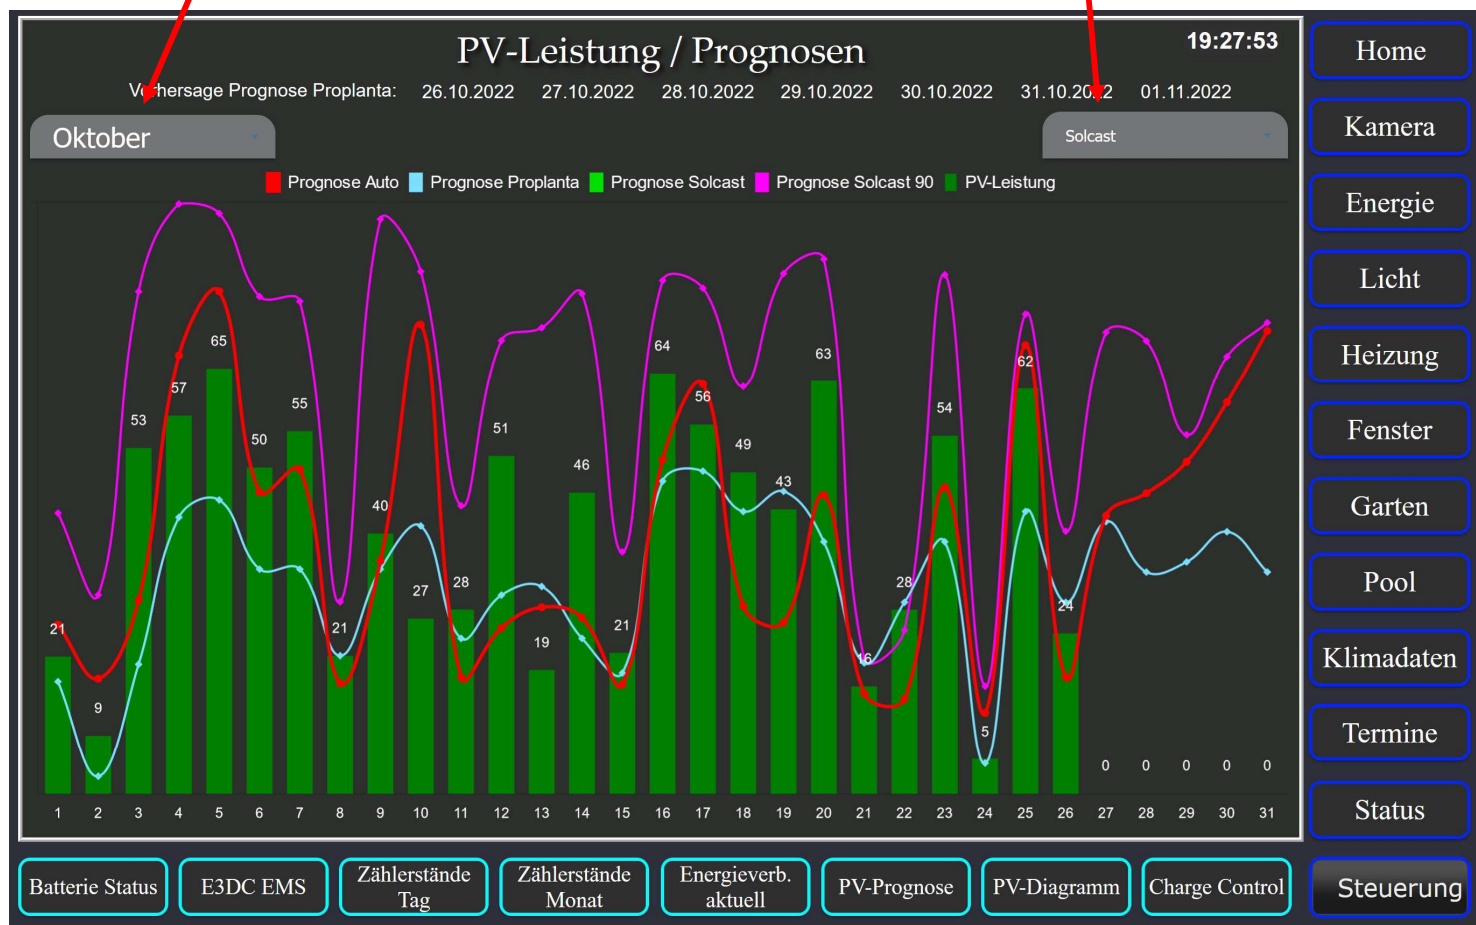 PV-Leistung / Prognosen
19:27:53
Vorhersage Prognose Proplanta: 26.10.2022 27.10.2022 28.10.2022 29.10.2022 30.10.2022 31.10.2022 01.11.2022
Oktober
Solcast
Prognose Auto Prognose Proplanta Prognose Solcast Prognose Solcast 90 PV-Leistung
21 9 53 57 65 50 55 21 40 27 28 51 19 46 21 64 56 49 43 63 16 28 54 5 62 24 0 0 0 0 0
1 2 3 4 5 6 7 8 9 10 11 12 13 14 15 16 17 18 19 20 21 22 23 24 25 26 27 28 29 30 31
Home
Kamera
Energie
Licht
Heizung
Fenster
Garten
Pool
Klimadaten
Termine
Status
Steuerung
Batterie Status
E3DC EMS
Zählerstände
Tag
Zählerstände
Monat
Energieverb.
aktuell
PV-Prognose
PV-Diagramm
Charge Control